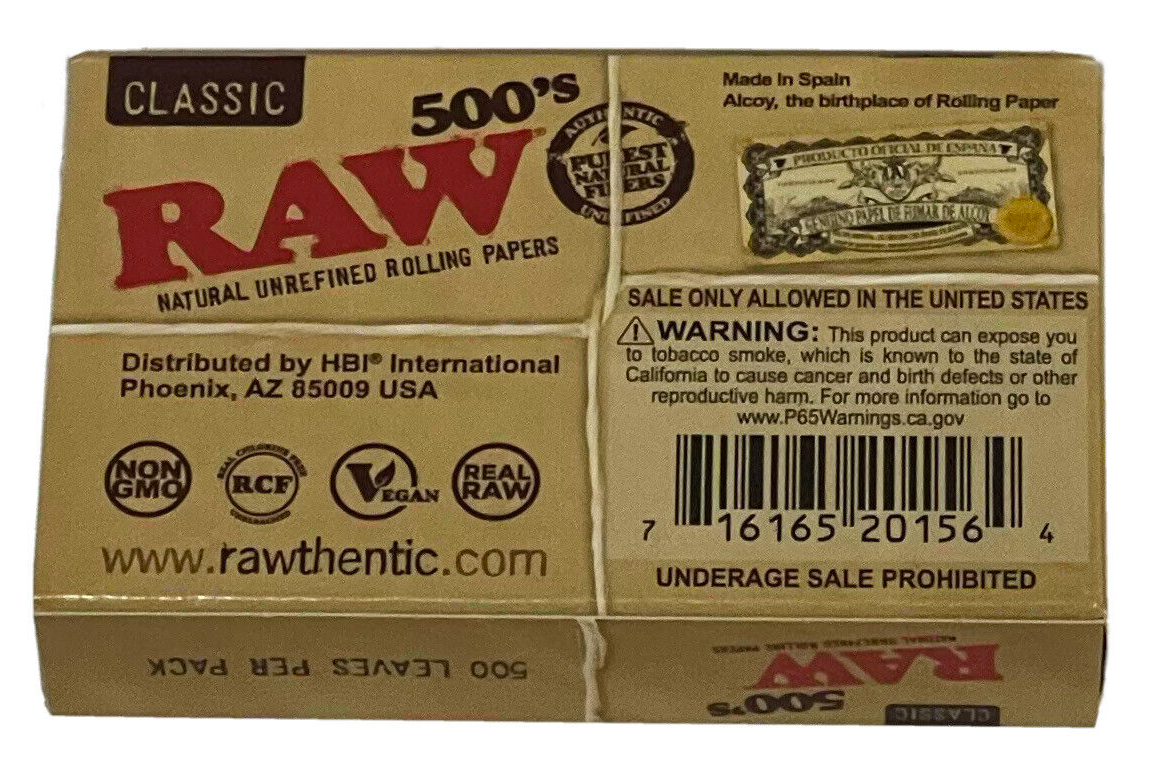 CLASSIC
500's
RAW
NATURAL UNREFINED ROLLING PAPERS
AUTHENTIC
PUREST
NATURAL
FIBERS
UNREFINED
Made In Spain
Alcoy, the birthplace of Rolling Paper
PRODUCTO OFICIAL DE ESPAÑA
GENUINO PAPEL DE FUMAR DE ALCOY
Distributed by HBI® International
Phoenix, AZ 85009 USA
NON
GMO
RCF
VEGAN
REAL
RAW
www.rawthentic.com
SALE ONLY ALLOWED IN THE UNITED STATES
⚠WARNING: This product can expose you
to tobacco smoke, which is known to the state of
California to cause cancer and birth defects or other
reproductive harm. For more information go to
www.P65Warnings.ca.gov
7 16165 20156 4
UNDERAGE SALE PROHIBITED
500 LEAVES PER PACK
CLASSIC
500's
RAW
NATURAL UNREFINED ROLLING PAPERS